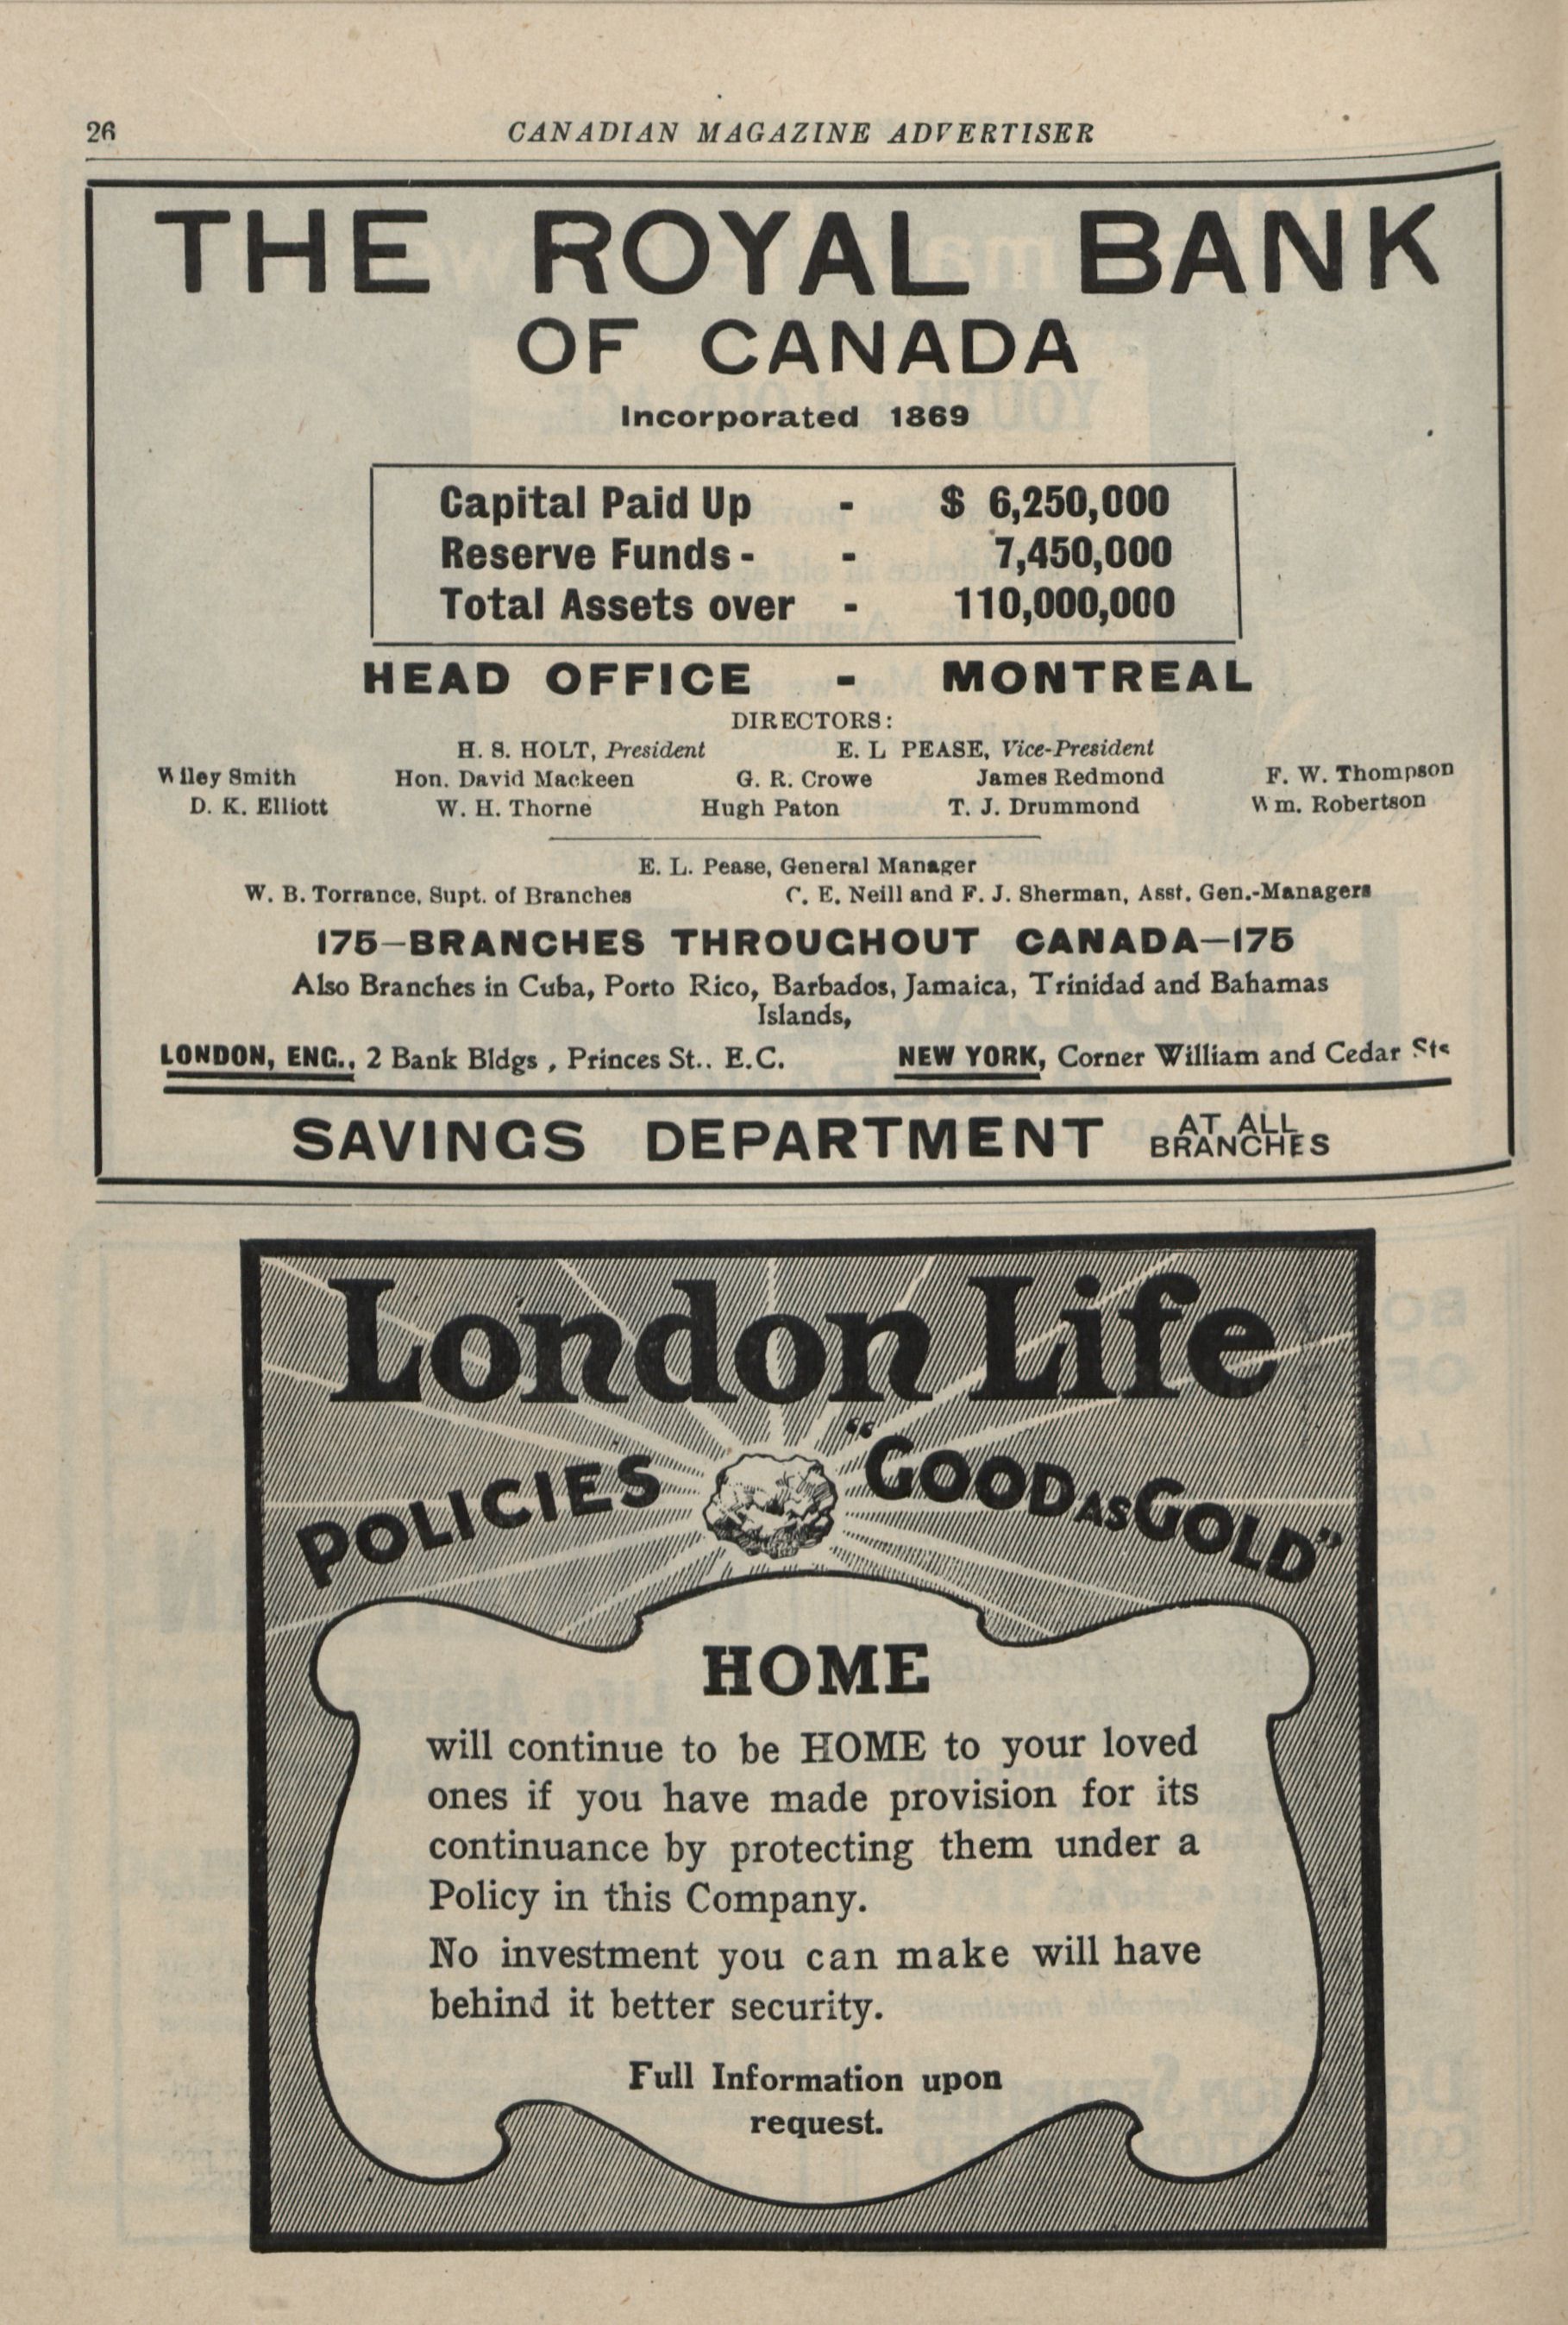 26
CANADIAN MAGAZINE ADVERTISER
THE ROYAL BANK
OF CANADA
Incorporated 1869
Capital Paid Up - $ 6,250,000
Reserve Funds - - 7,450,000
Total Assets over - 110,000,000
HEAD OFFICE - MONTREAL
DIRECTORS:
H. S. HOLT, President E. L PEASE, Vice-President
Wiley Smith Hon. David Mackeen G. R. Crowe James Redmond F. W. Thompson
D. K. Elliott W. H. Thorne Hugh Paton T. J. Drummond Wm. Robertson
E. L. Pease, General Manager
W. B. Torrance, Supt. of Branches C. E. Neill and F. J. Sherman, Asst. Gen.-Managers
175—BRANCHES THROUGHOUT CANADA—175
Also Branches in Cuba, Porto Rico, Barbados, Jamaica, Trinidad and Bahamas
Islands,
LONDON, ENG., 2 Bank Bldgs , Princes St.. E.C. NEW YORK, Corner William and Cedar Sts
SAVINGS DEPARTMENT AT ALL
BRANCHES
London Life
POLICIES "GOOD AS GOLD"
HOME
will continue to be HOME to your loved
ones if you have made provision for its
continuance by protecting them under a
Policy in this Company.
No investment you can make will have
behind it better security.
Full Information upon
request.